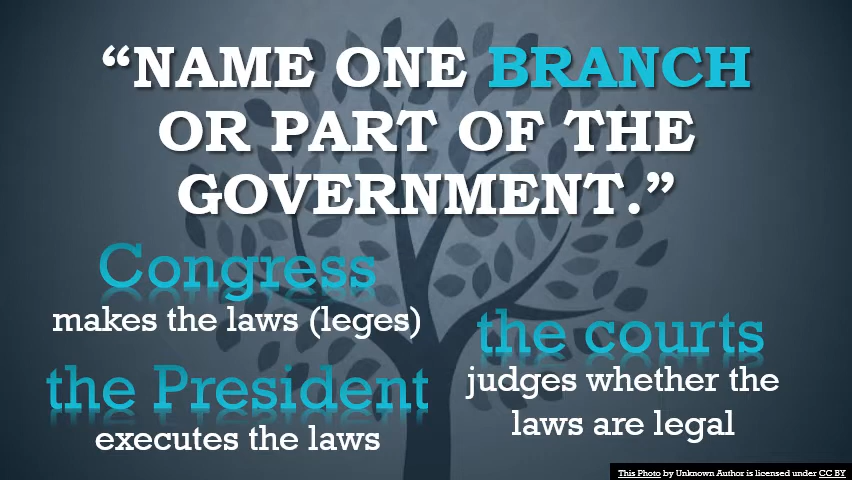 “NAME ONE BRANCH
OR PART OF THE
GOVERNMENT.”
Congress
makes the laws (leges)
the President
executes the laws
the courts
judges whether the
laws are legal
This Photo by Unknown Author is licensed under CC BY